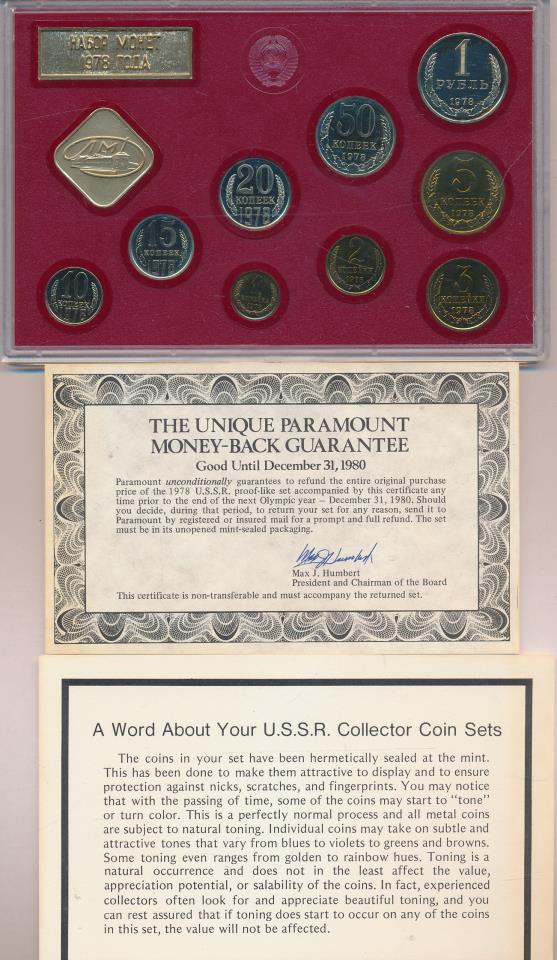 НАБОР МОНЕТ
1978 ГОДА
1
РУБЛЬ
1978
50
КОПЕЕК
1978
20
КОПЕЕК
1978
5
КОПЕЕК
1978
15
КОПЕЕК
1978
2
КОПЕЙКИ
1978
10
КОПЕЕК
1978
1
3
КОПЕЙКИ
1978
ЛМД
THE UNIQUE PARAMOUNT
MONEY-BACK GUARANTEE
Good Until December 31, 1980
Paramount unconditionally guarantees to refund the entire original purchase
price of the 1978 U.S.S.R. proof-like set accompanied by this certificate any
time prior to the end of the next Olympic year — December 31, 1980. Should
you decide, during that period, to return your set for any reason, send it to
Paramount by registered or insured mail for a prompt and full refund. The set
must be in its unopened mint-sealed packaging.
Max J. Humbert
Max J. Humbert
President and Chairman of the Board
This certificate is non-transferable and must accompany the returned set.
A Word About Your U.S.S.R. Collector Coin Sets
The coins in your set have been hermetically sealed at the mint.
This has been done to make them attractive to display and to ensure
protection against nicks, scratches, and fingerprints. You may notice
that with the passing of time, some of the coins may start to "tone"
or turn color. This is a perfectly normal process and all metal coins
are subject to natural toning. Individual coins may take on subtle and
attractive tones that vary from blues to violets to greens and browns.
Some toning even ranges from golden to rainbow hues. Toning is a
natural occurrence and does not in the least affect the value,
appreciation potential, or salability of the coins. In fact, experienced
collectors often look for and appreciate beautiful toning, and you
can rest assured that if toning does start to occur on any of the coins
in this set, the value will not be affected.